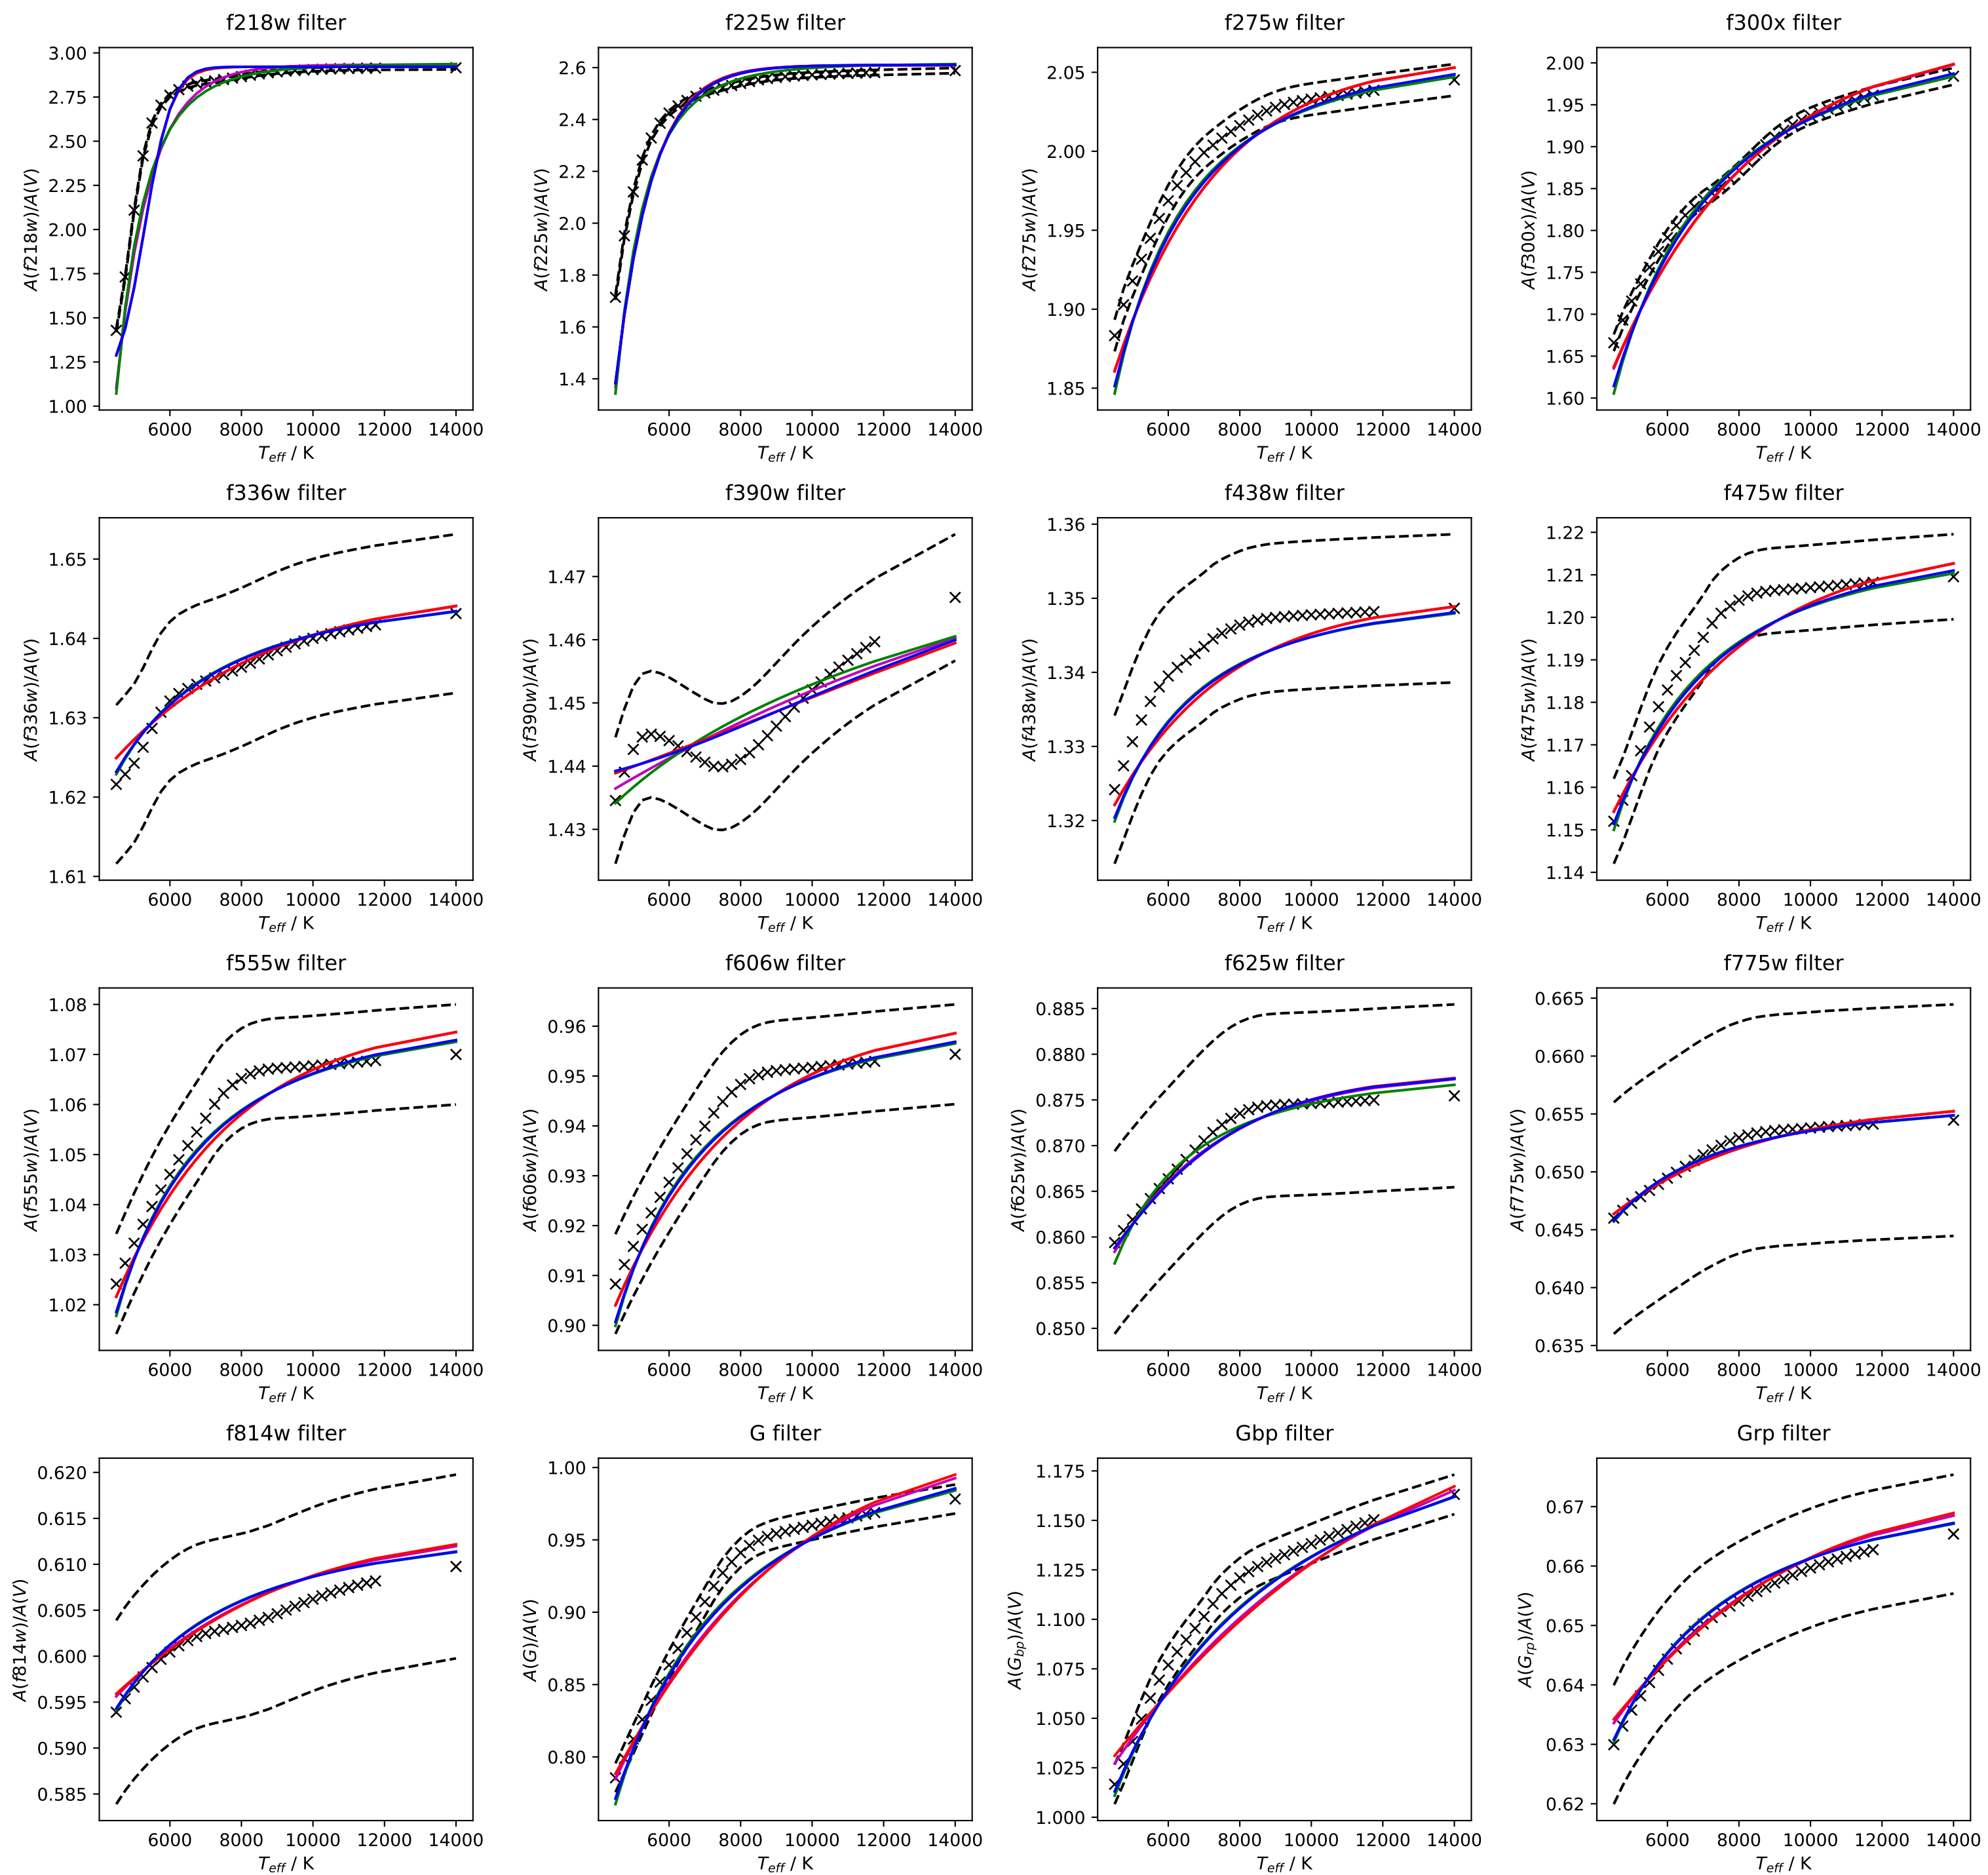 f218w filter
f225w filter
f275w filter
f300x filter
A(f218w)/A(V)
3.00
2.75
2.50
2.25
2.00
1.75
1.50
1.25
1.00
6000 8000 10000 12000 14000
T_eff / K
A(f225w)/A(V)
2.6
2.4
2.2
2.0
1.8
1.6
1.4
6000 8000 10000 12000 14000
T_eff / K
A(f275w)/A(V)
2.05
2.00
1.95
1.90
1.85
6000 8000 10000 12000 14000
T_eff / K
A(f300x)/A(V)
2.00
1.95
1.90
1.85
1.80
1.75
1.70
1.65
1.60
6000 8000 10000 12000 14000
T_eff / K
f336w filter
f390w filter
f438w filter
f475w filter
A(f336w)/A(V)
1.65
1.64
1.63
1.62
1.61
6000 8000 10000 12000 14000
T_eff / K
A(f390w)/A(V)
1.47
1.46
1.45
1.44
1.43
6000 8000 10000 12000 14000
T_eff / K
A(f438w)/A(V)
1.36
1.35
1.34
1.33
1.32
6000 8000 10000 12000 14000
T_eff / K
A(f475w)/A(V)
1.22
1.21
1.20
1.19
1.18
1.17
1.16
1.15
1.14
6000 8000 10000 12000 14000
T_eff / K
f555w filter
f606w filter
f625w filter
f775w filter
A(f555w)/A(V)
1.08
1.07
1.06
1.05
1.04
1.03
1.02
6000 8000 10000 12000 14000
T_eff / K
A(f606w)/A(V)
0.96
0.95
0.94
0.93
0.92
0.91
0.90
6000 8000 10000 12000 14000
T_eff / K
A(f625w)/A(V)
0.885
0.880
0.875
0.870
0.865
0.860
0.855
0.850
6000 8000 10000 12000 14000
T_eff / K
A(f775w)/A(V)
0.665
0.660
0.655
0.650
0.645
0.640
0.635
6000 8000 10000 12000 14000
T_eff / K
f814w filter
G filter
Gbp filter
Grp filter
A(f814w)/A(V)
0.620
0.615
0.610
0.605
0.600
0.595
0.590
0.585
6000 8000 10000 12000 14000
T_eff / K
A(G)/A(V)
1.00
0.95
0.90
0.85
0.80
6000 8000 10000 12000 14000
T_eff / K
A(G_bp)/A(V)
1.175
1.150
1.125
1.100
1.075
1.050
1.025
1.000
6000 8000 10000 12000 14000
T_eff / K
A(G_rp)/A(V)
0.67
0.66
0.65
0.64
0.63
0.62
6000 8000 10000 12000 14000
T_eff / K